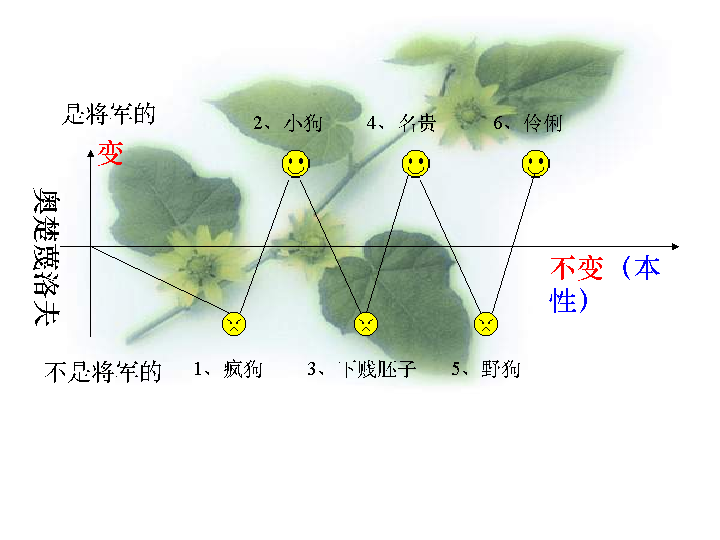 是将军的
变
2、小狗
4、名贵
6、伶俐
奥楚蔑洛夫
不变（本
性）
不是将军的
1、疯狗
3、下贱胚子
5、野狗